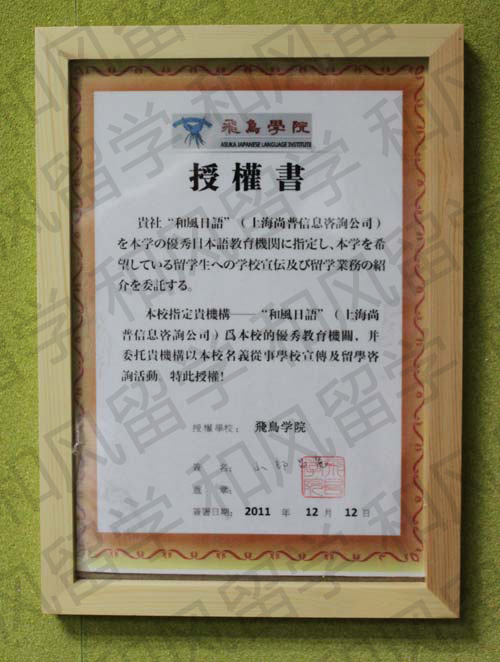 飛鳥學院
ASUKA JAPANESE LANGUAGE INSTITUTE
授權書
貴社“和風日語”（上海尚普信息咨詢公司）
を本学の優秀日本語教育機関に指定し、本学を希
望している留学生への学校宣伝及び留学業務の紹
介を委託する。
本校指定貴機構——“和風日語”（上海尚
普信息咨詢公司）爲本校的優秀教育機關，并
委托貴機構以本校名義從事學校宣傳及留學咨
詢活動，特此授權！
授權學校： 飛鳥学院
簽名：
蓋章：
簽署日期： 2011 年 12 月 12 日
和风留学